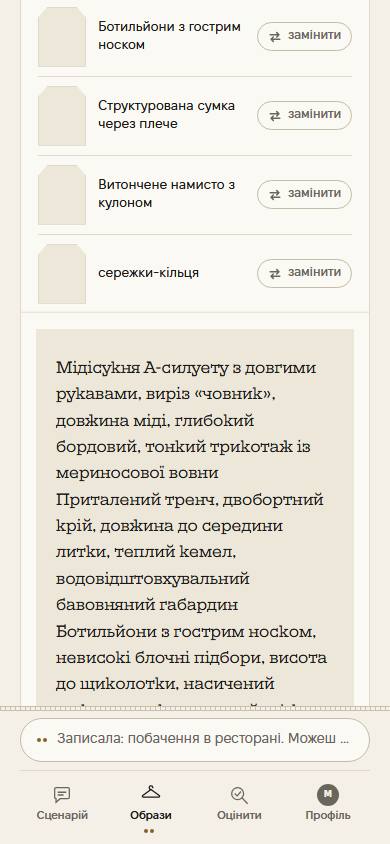 Ботильйони з гострим
носком
замінити
Структурована сумка
через плече
замінити
Витончене намисто з
кулоном
замінити
сережки-кільця
замінити
Мідісукня А-силуету з довгими
рукавами, виріз «човник»,
довжина міді, глибокий
бордовий, тонкий трикотаж із
мериносової вовни
Приталений тренч, двобортний
крій, довжина до середини
литки, теплий кемел,
водовідштовхувальний
бавовняний габардин
Ботильйони з гострим носком,
невисокі блочні підбори, висота
до щиколотки, насичений
Записала: побачення в ресторані. Можеш ...
Сценарій
Образи
Оцінити
М
Профіль